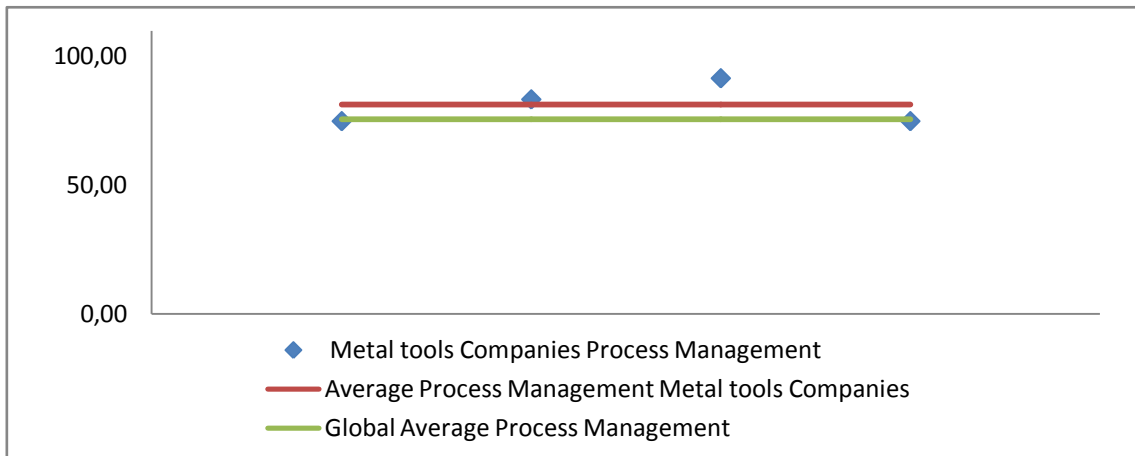 100,00
50,00
0,00
Metal tools Companies Process Management
Average Process Management Metal tools Companies
Global Average Process Management